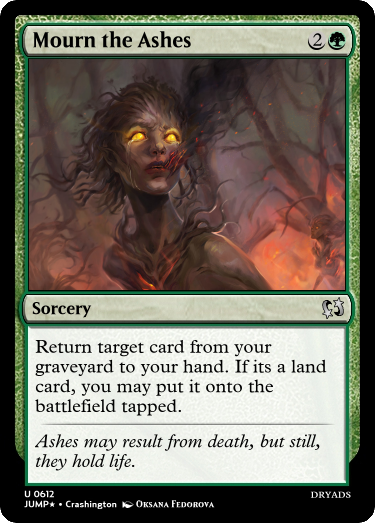 Mourn the Ashes 2
Sorcery
Return target card from your
graveyard to your hand. If its a land
card, you may put it onto the
battlefield tapped.
Ashes may result from death, but still,
they hold life.
U 0612
JUMP★ • Crashington Oksana Fedorova
DRYADS